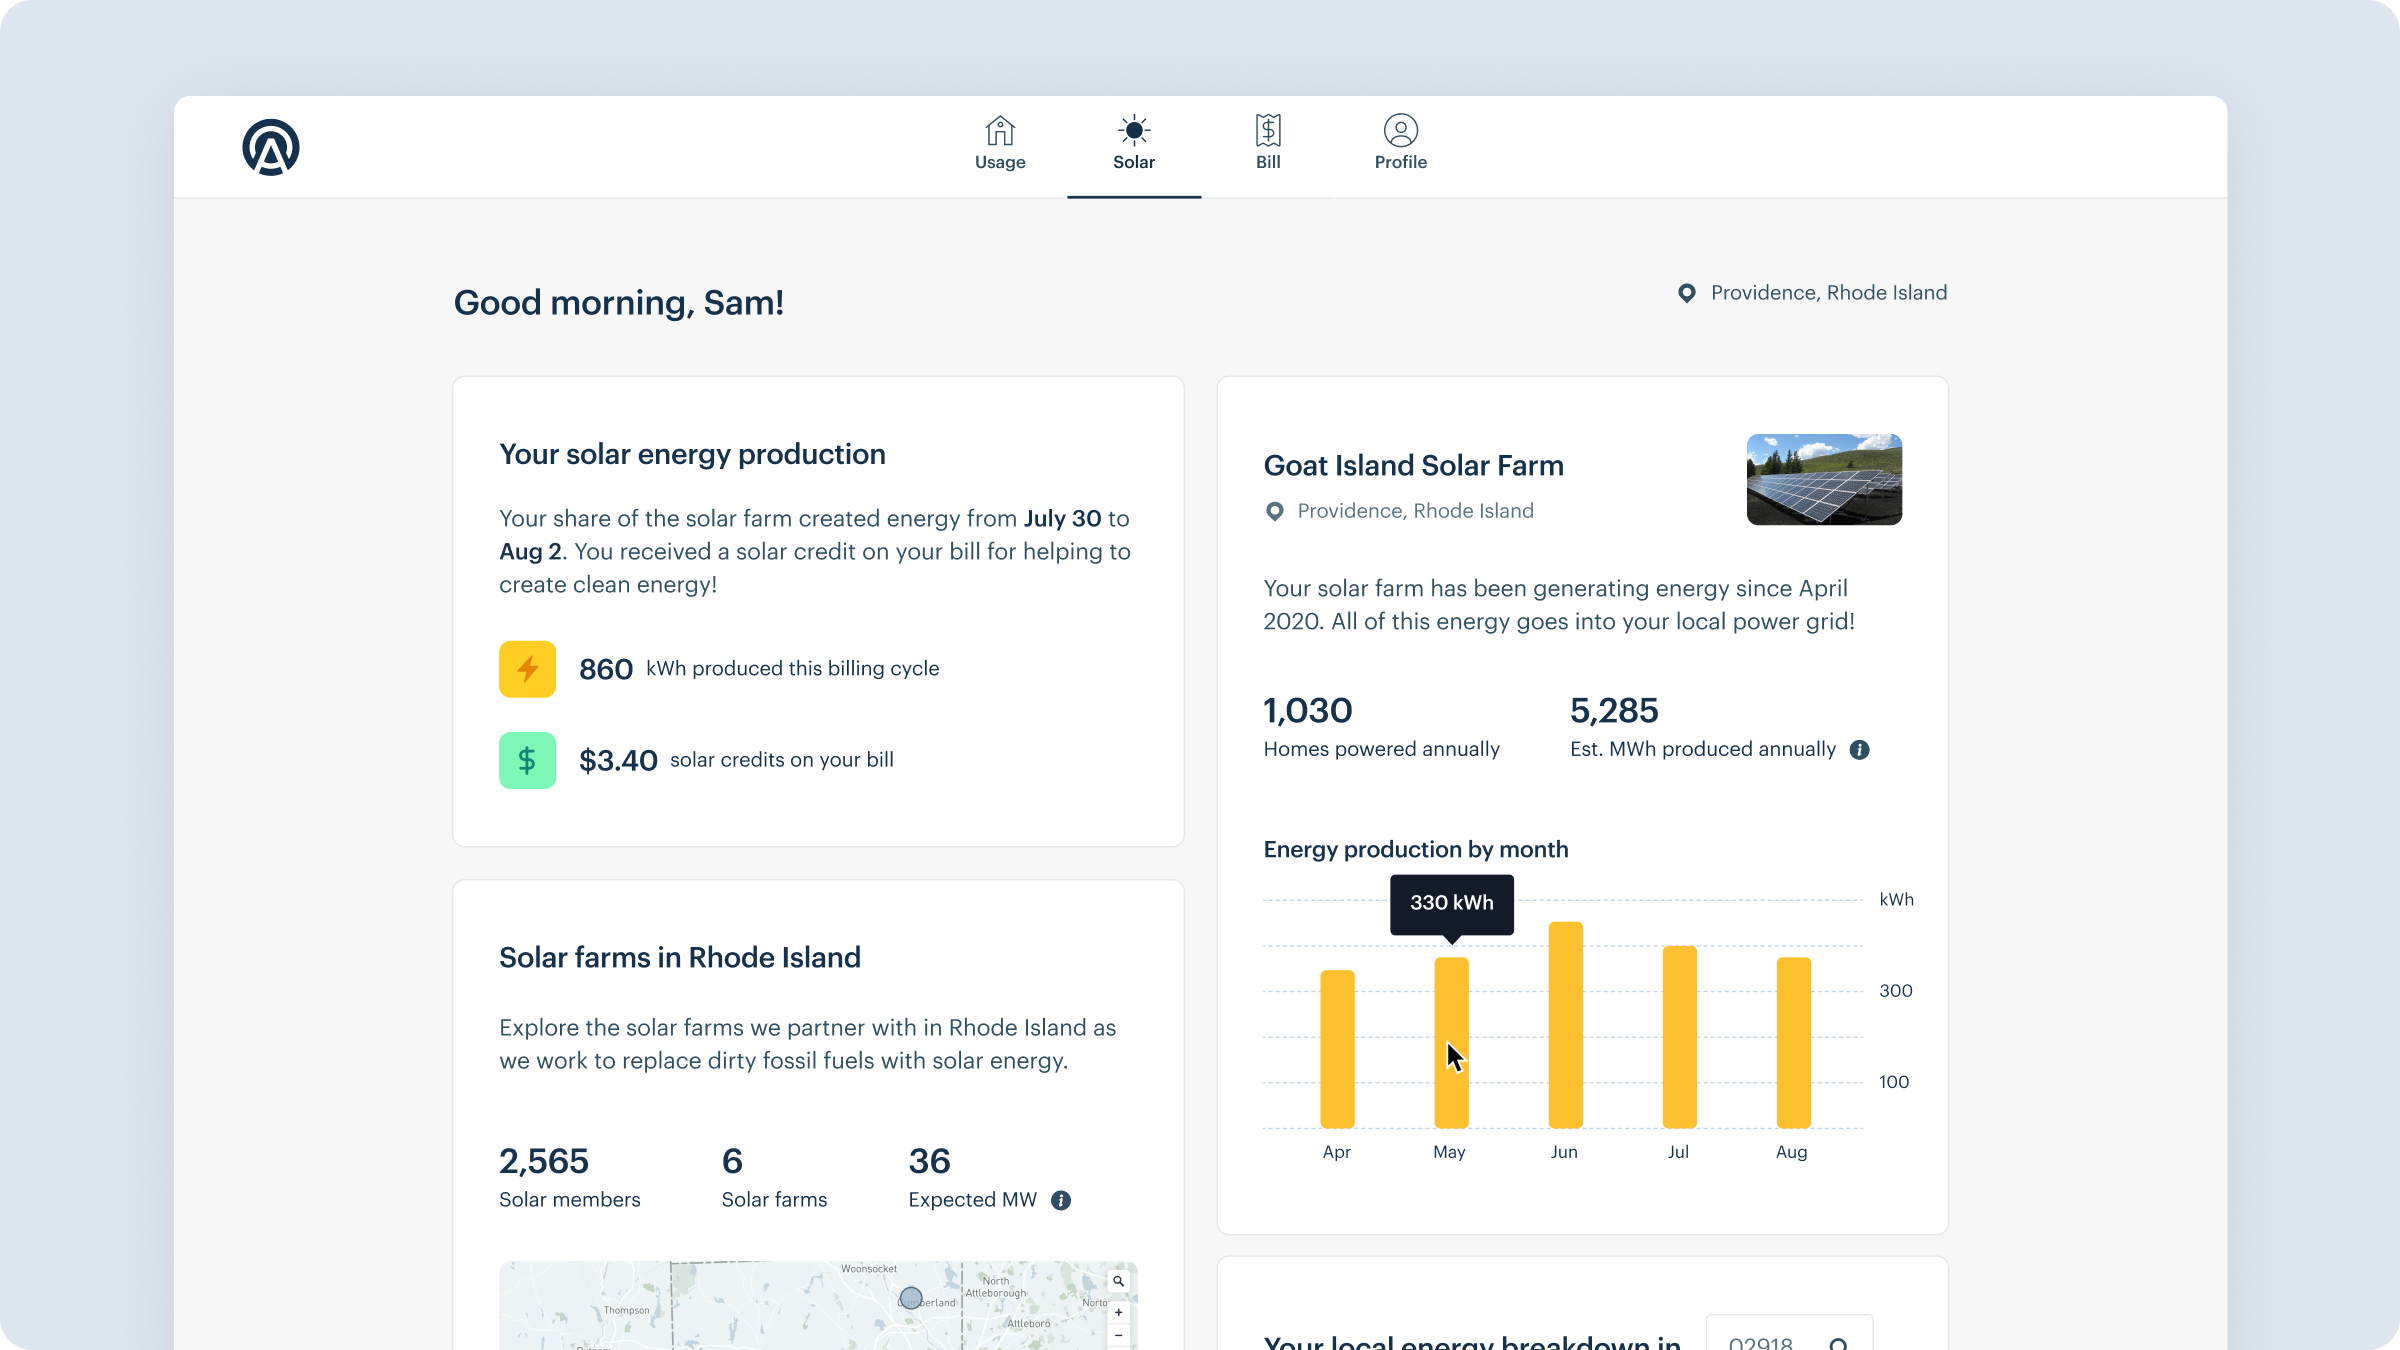 Usage
Solar
Bill
Profile
Good morning, Sam!
Providence, Rhode Island
Your solar energy production
Your share of the solar farm created energy from July 30 to
Aug 2. You received a solar credit on your bill for helping to
create clean energy!
860 kWh produced this billing cycle
$3.40 solar credits on your bill
Solar farms in Rhode Island
Explore the solar farms we partner with in Rhode Island as
we work to replace dirty fossil fuels with solar energy.
2,565
Solar members
6
Solar farms
36
Expected MW
Woonsocket
North
Attleborough
Thompson
Attleboro
Goat Island Solar Farm
Providence, Rhode Island
Your solar farm has been generating energy since April
2020. All of this energy goes into your local power grid!
1,030
Homes powered annually
5,285
Est. MWh produced annually
Energy production by month
330 kWh
kWh
300
100
Apr
May
Jun
Jul
Aug
Your local energy breakdown in
02918